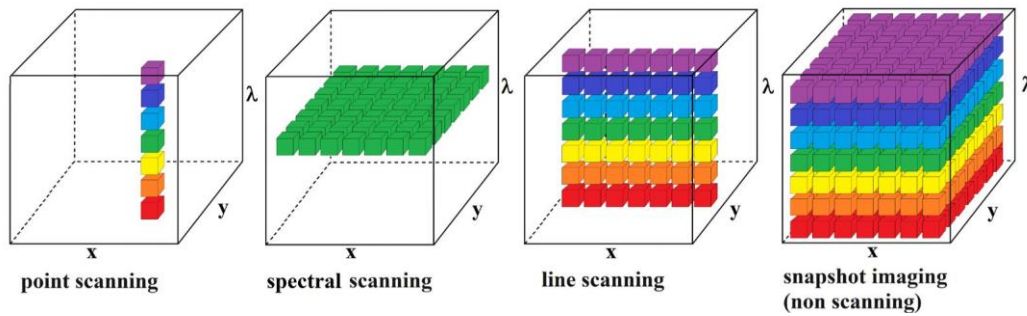 λ
y
x
point scanning
λ
y
x
spectral scanning
λ
y
x
line scanning
λ
y
x
snapshot imaging
(non scanning)